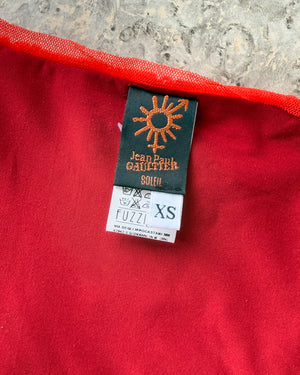 Jean Paul
GAULTIER
SOLEIL
FUZZI
XS